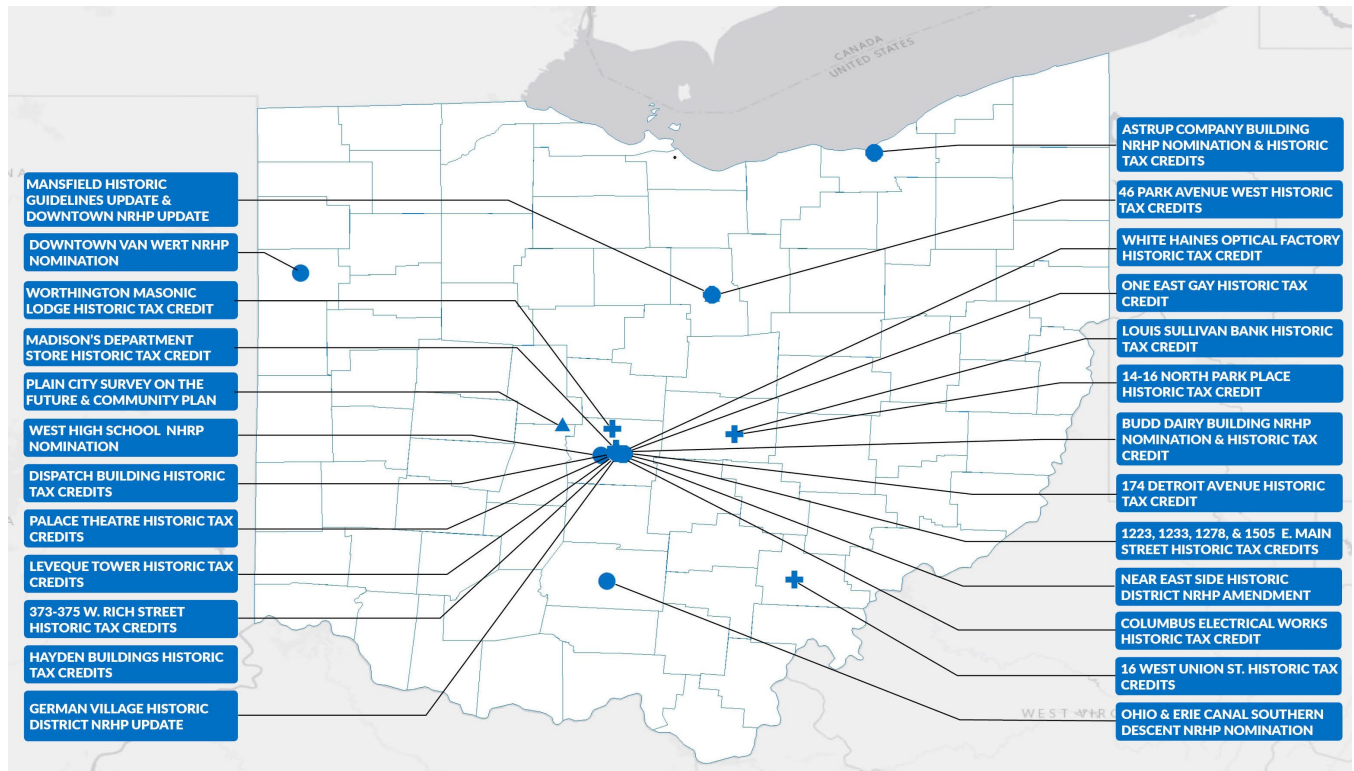 CANADA
UNITED STATES
MANSFIELD HISTORIC
GUIDELINES UPDATE &
DOWNTOWN NRHP UPDATE
DOWNTOWN VAN WERT NRHP
NOMINATION
WORTHINGTON MASONIC
LODGE HISTORIC TAX CREDIT
MADISON'S DEPARTMENT
STORE HISTORIC TAX CREDIT
PLAIN CITY SURVEY ON THE
FUTURE & COMMUNITY PLAN
WEST HIGH SCHOOL NHRP
NOMINATION
DISPATCH BUILDING HISTORIC
TAX CREDITS
PALACE THEATRE HISTORIC TAX
CREDITS
LEVEQUE TOWER HISTORIC TAX
CREDITS
373-375 W. RICH STREET
HISTORIC TAX CREDITS
HAYDEN BUILDINGS HISTORIC
TAX CREDITS
GERMAN VILLAGE HISTORIC
DISTRICT NRHP UPDATE
ASTRUP COMPANY BUILDING
NRHP NOMINATION & HISTORIC
TAX CREDITS
46 PARK AVENUE WEST HISTORIC
TAX CREDITS
WHITE HAINES OPTICAL FACTORY
HISTORIC TAX CREDIT
ONE EAST GAY HISTORIC TAX
CREDIT
LOUIS SULLIVAN BANK HISTORIC
TAX CREDIT
14-16 NORTH PARK PLACE
HISTORIC TAX CREDIT
BUDD DAIRY BUILDING NRHP
NOMINATION & HISTORIC TAX
CREDIT
174 DETROIT AVENUE HISTORIC
TAX CREDIT
1223, 1233, 1278, & 1505 E. MAIN
STREET HISTORIC TAX CREDITS
NEAR EAST SIDE HISTORIC
DISTRICT NRHP AMENDMENT
COLUMBUS ELECTRICAL WORKS
HISTORIC TAX CREDIT
16 WEST UNION ST. HISTORIC TAX
CREDITS
OHIO & ERIE CANAL SOUTHERN
DESCENT NRHP NOMINATION
WEST